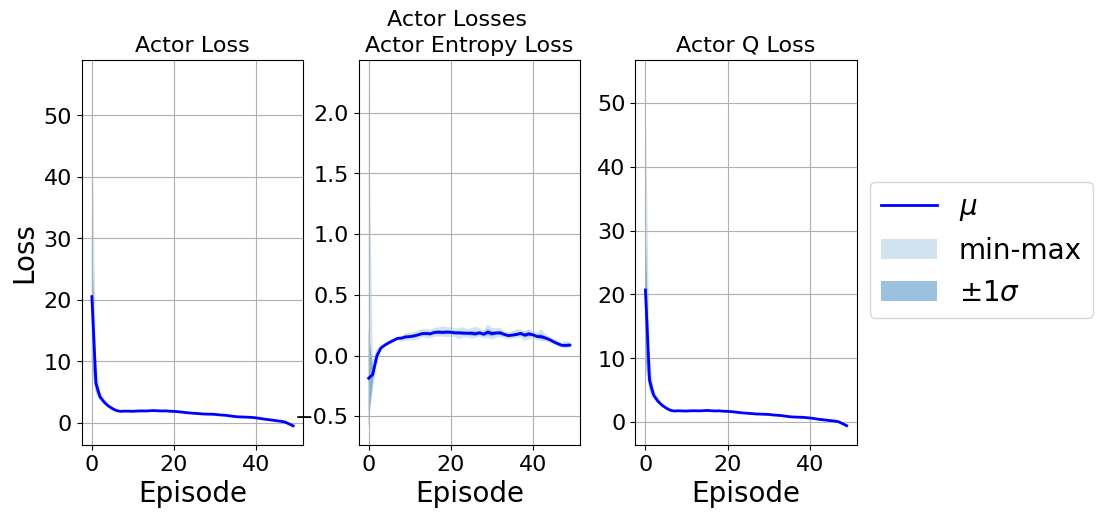 Actor Losses
Actor Loss
Actor Entropy Loss
Actor Q Loss
Loss
50
40
30
20
10
0
0 20 40
Episode
2.0
1.5
1.0
0.5
0.0
−0.5
0 20 40
Episode
50
40
30
20
10
0
0 20 40
Episode
μ
min-max
±1σ